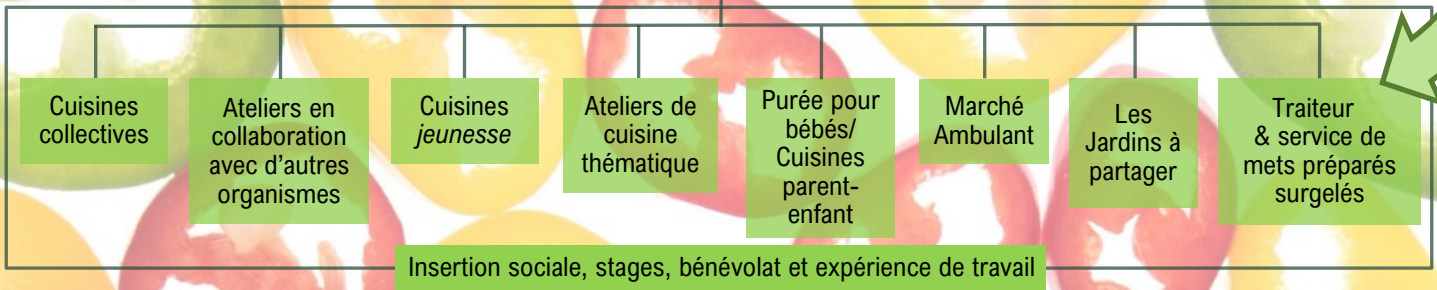 Cuisines
collectives
Ateliers en
collaboration
avec d'autres
organismes
Cuisines
jeunesse
Ateliers de
cuisine
thématique
Purée pour
bébés/
Cuisines
parent-
enfant
Marché
Ambulant
Les
Jardins à
partager
Traiteur
& service de
mets préparés
surgelés
Insertion sociale, stages, bénévolat et expérience de travail